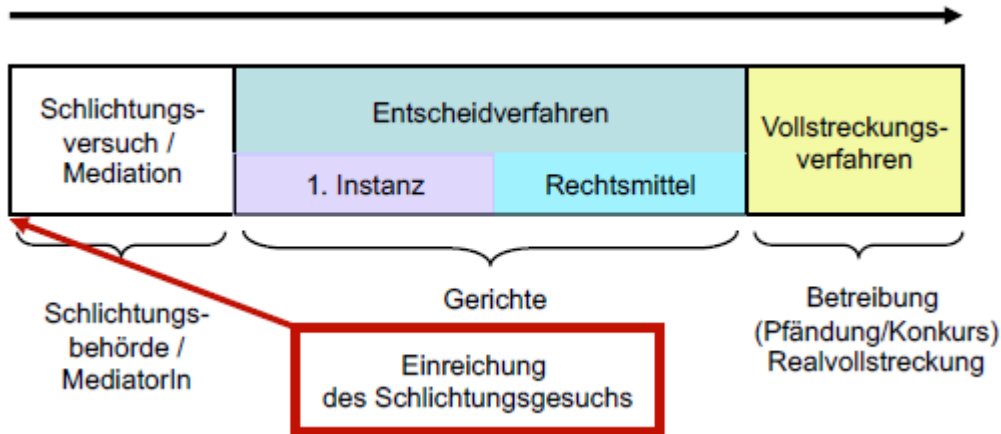 Schlichtungs-
versuch /
Mediation
Entscheidverfahren
1. Instanz
Rechtsmittel
Vollstreckungs-
verfahren
Schlichtungs-
behörde /
MediatorIn
Gerichte
Betreibung
(Pfändung/Konkurs)
Realvollstreckung
Einreichung
des Schlichtungsgesuchs